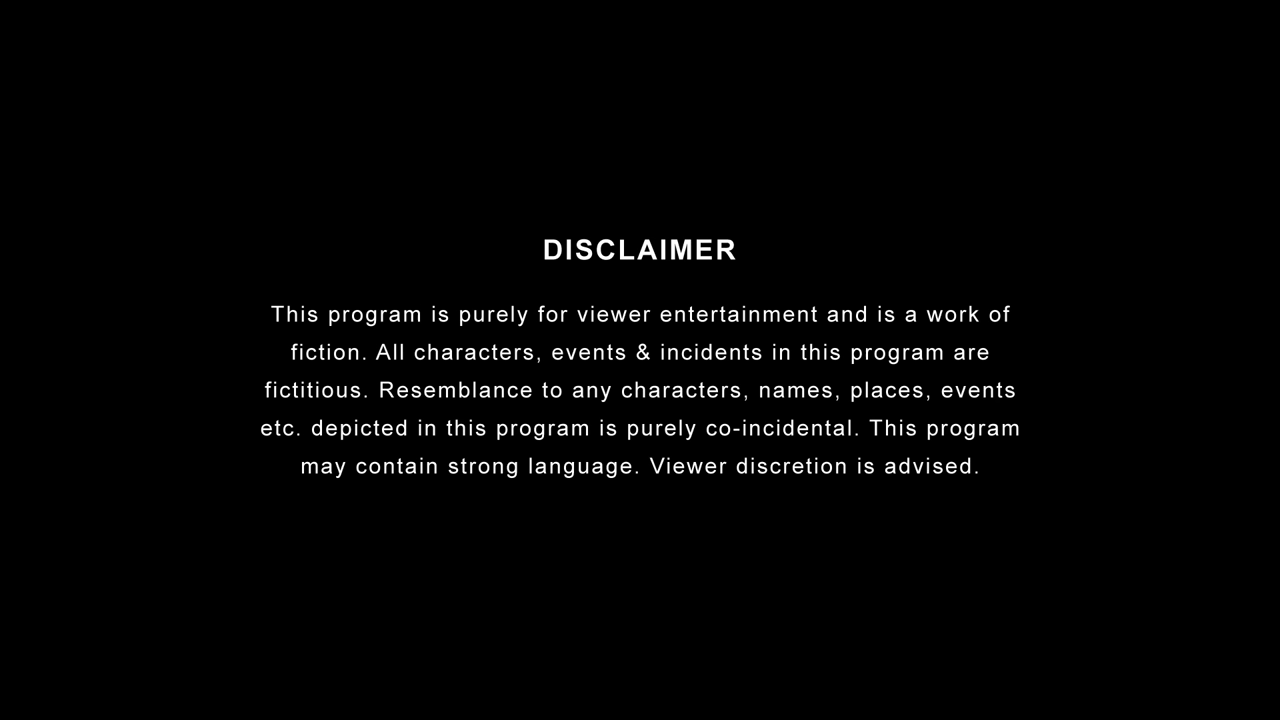 DISCLAIMER
This program is purely for viewer entertainment and is a work of
fiction. All characters, events & incidents in this program are
fictitious. Resemblance to any characters, names, places, events
etc. depicted in this program is purely co-incidental. This program
may contain strong language. Viewer discretion is advised.